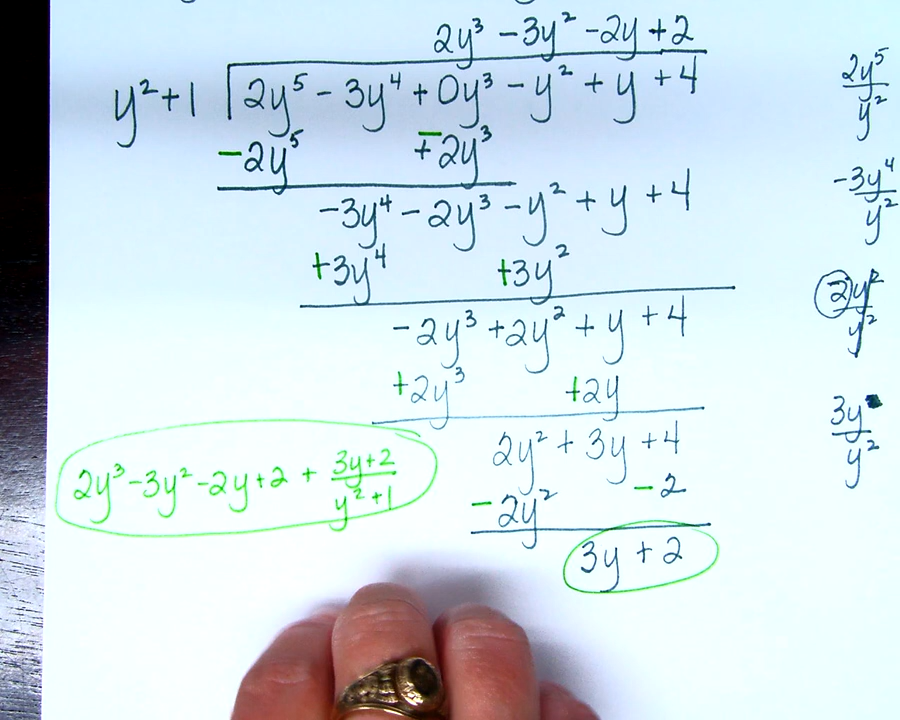 2y³ - 3y² - 2y + 2
y² + 1 2y⁵ - 3y⁴ + 0y³ - y² + y + 4
- 2y⁵ + 2y³
-3y⁴ - 2y³ - y² + y + 4
+3y⁴ +3y²
-2y³ + 2y² + y + 4
+2y³ +2y
2y² + 3y + 4
- 2y² - 2
3y + 2
2y³ - 3y² - 2y + 2 + 3y+2/y²+1
2y⁵/y²
-3y⁴/y²
2y²/y²
3y/y²